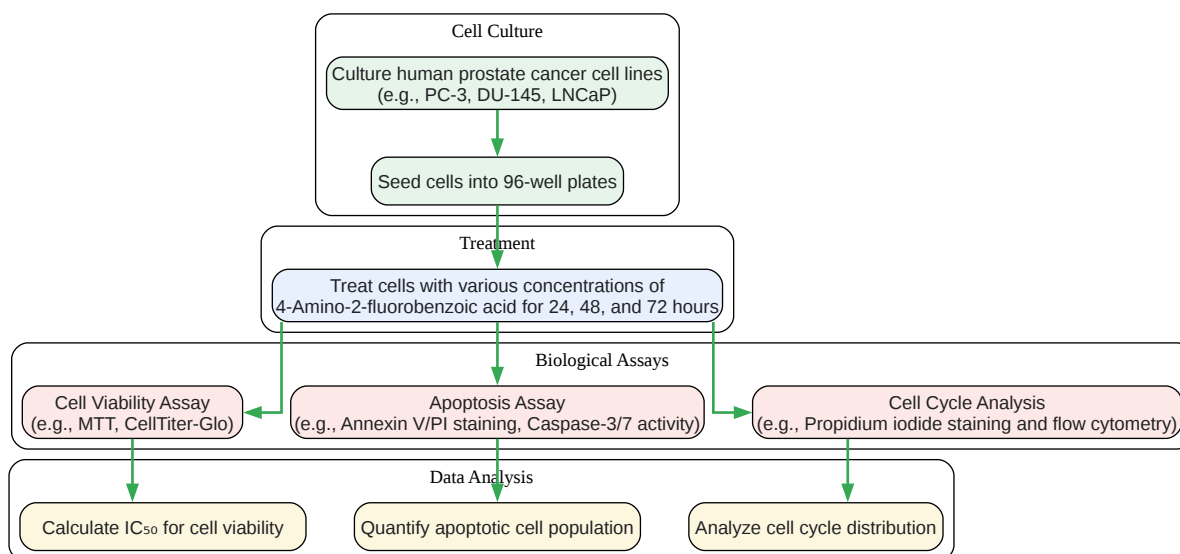 Cell Culture
Culture human prostate cancer cell lines
(e.g., PC-3, DU-145, LNCaP)
Seed cells into 96-well plates
Treatment
Treat cells with various concentrations of
4-Amino-2-fluorobenzoic acid for 24, 48, and 72 hours
Biological Assays
Cell Viability Assay
(e.g., MTT, CellTiter-Glo)
Apoptosis Assay
(e.g., Annexin V/PI staining, Caspase-3/7 activity)
Cell Cycle Analysis
(e.g., Propidium iodide staining and flow cytometry)
Data Analysis
Calculate IC₅₀ for cell viability
Quantify apoptotic cell population
Analyze cell cycle distribution